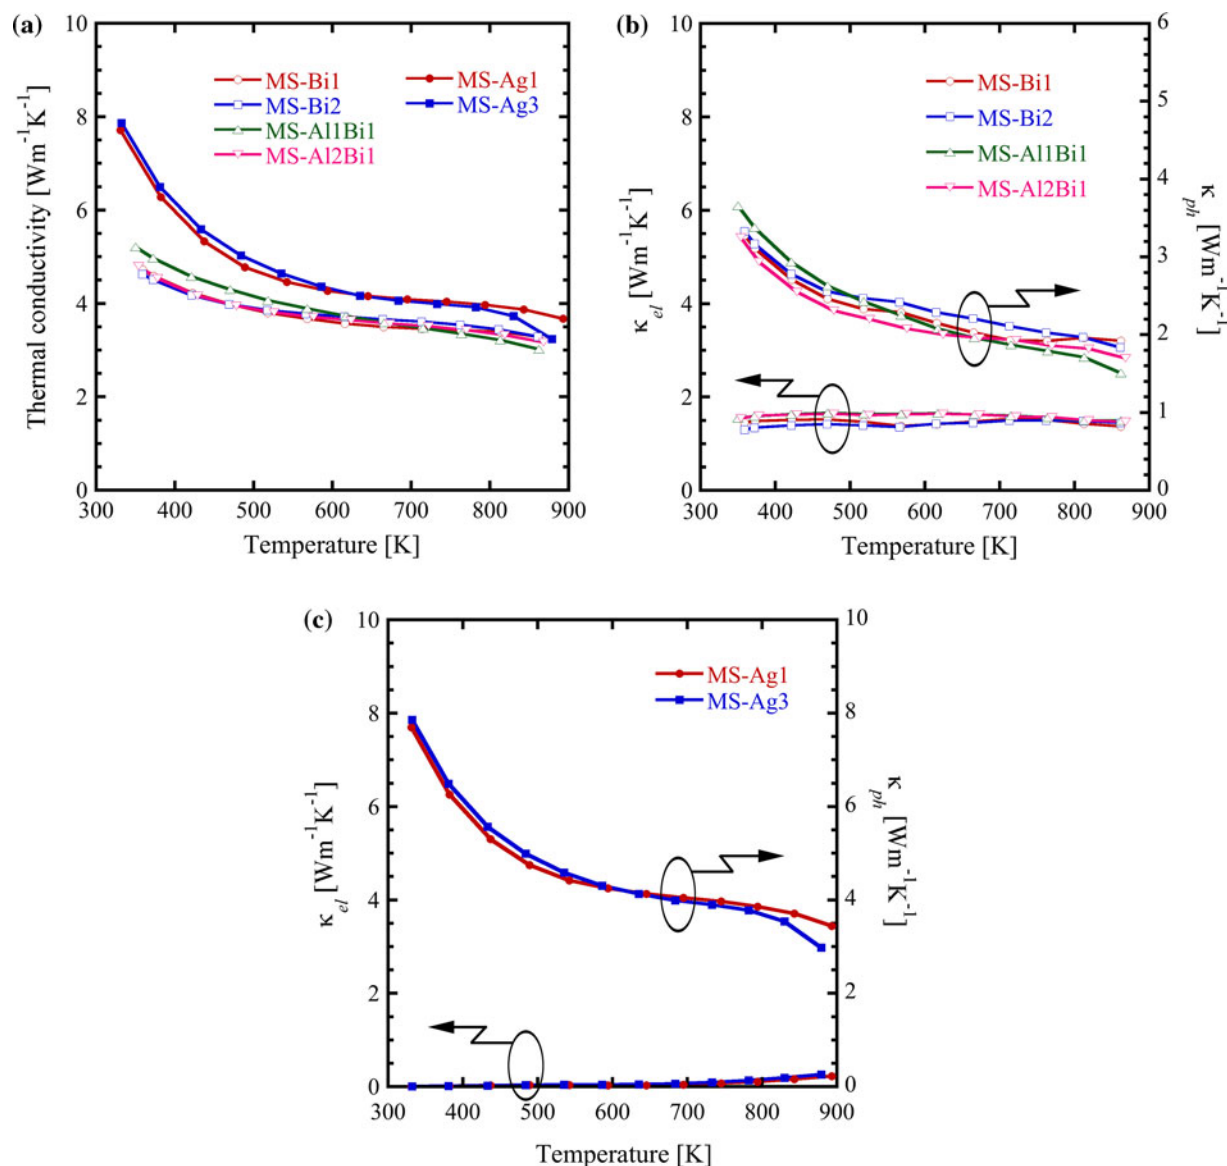 (a)
10
8
6
4
2
0
Thermal conductivity [Wm⁻¹K⁻¹]
MS-Bi1
MS-Bi2
MS-Al1Bi1
MS-Al2Bi1
MS-Ag1
MS-Ag3
300 400 500 600 700 800 900
Temperature [K]
(b)
10
8
6
4
2
0
κel [Wm⁻¹K⁻¹]
MS-Bi1
MS-Bi2
MS-Al1Bi1
MS-Al2Bi1
6
5
4
3
2
1
0
κph [Wm⁻¹K⁻¹]
300 400 500 600 700 800 900
Temperature [K]
(c)
10
8
6
4
2
0
κel [Wm⁻¹K⁻¹]
MS-Ag1
MS-Ag3
10
8
6
4
2
0
κph [Wm⁻¹K⁻¹]
300 400 500 600 700 800 900
Temperature [K]